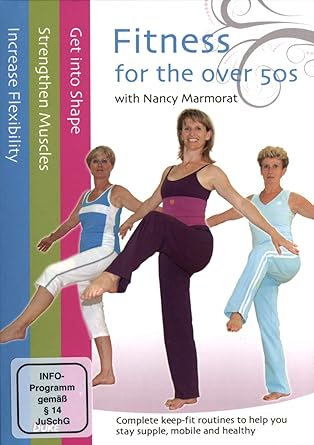 Fitness
for the over 50s
with Nancy Marmorat
Get into Shape
Strengthen Muscles
Increase Flexibility
INFO-
Programm
gemäß
§ 14
JuSchG
DUKE
Complete keep-fit routines to help you
stay supple, mobile and healthy